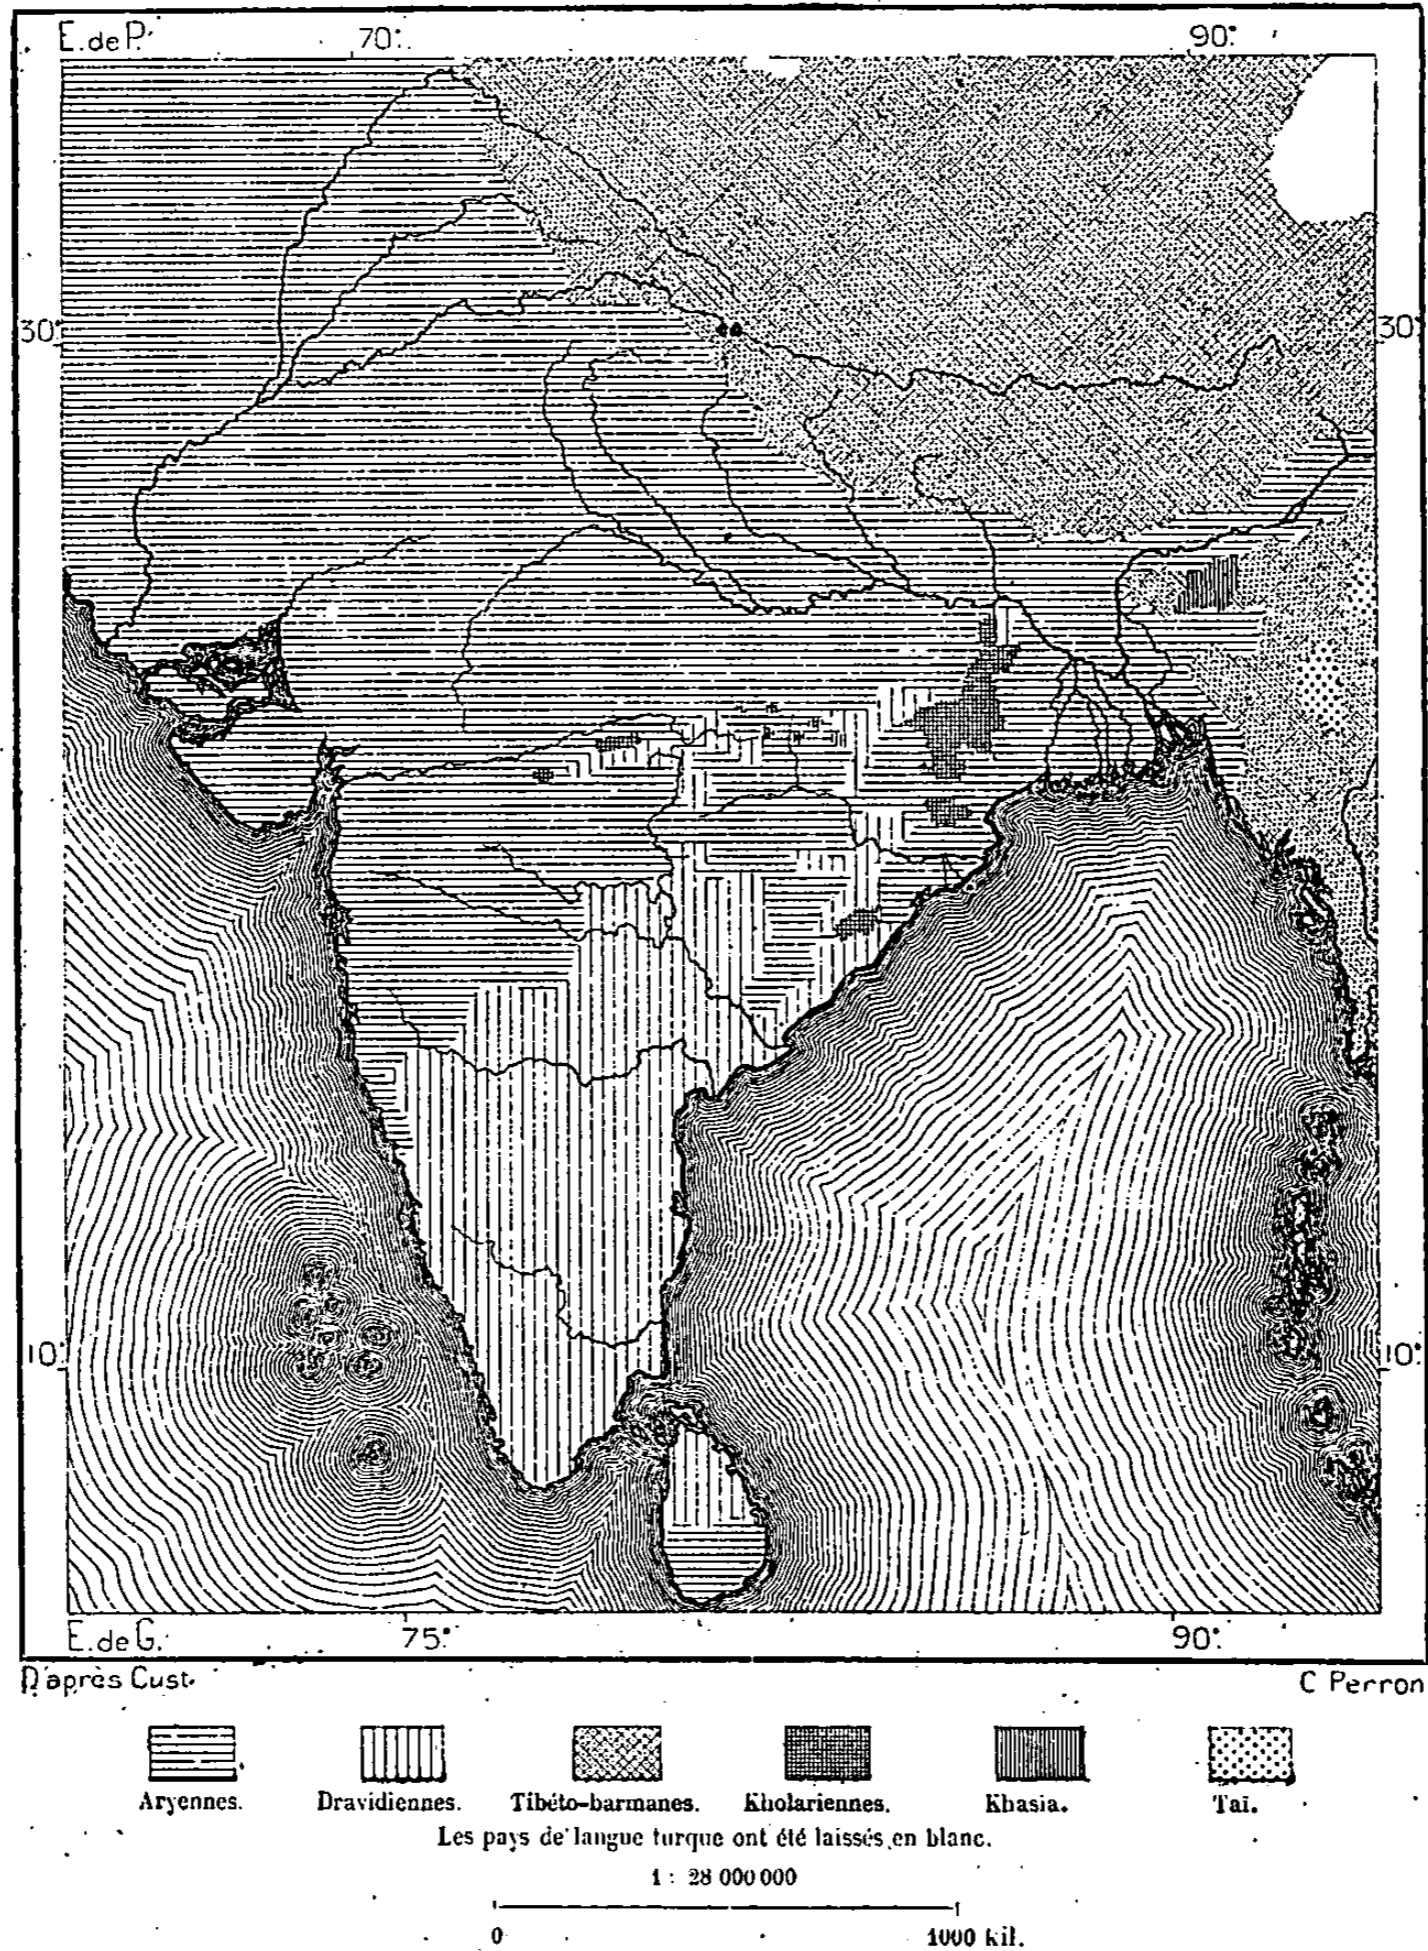 E. de P. 70° 90°
30° 30°
10° 10°
E. de G. 75° 90°
D'après Cust. C Perron
Aryennes. Dravidiennes. Tibéto-barmanes. Kholariennes. Khasia. Taï.
Les pays de langue turque ont été laissés en blanc.
1 : 28 000 000
0 1000 kil.